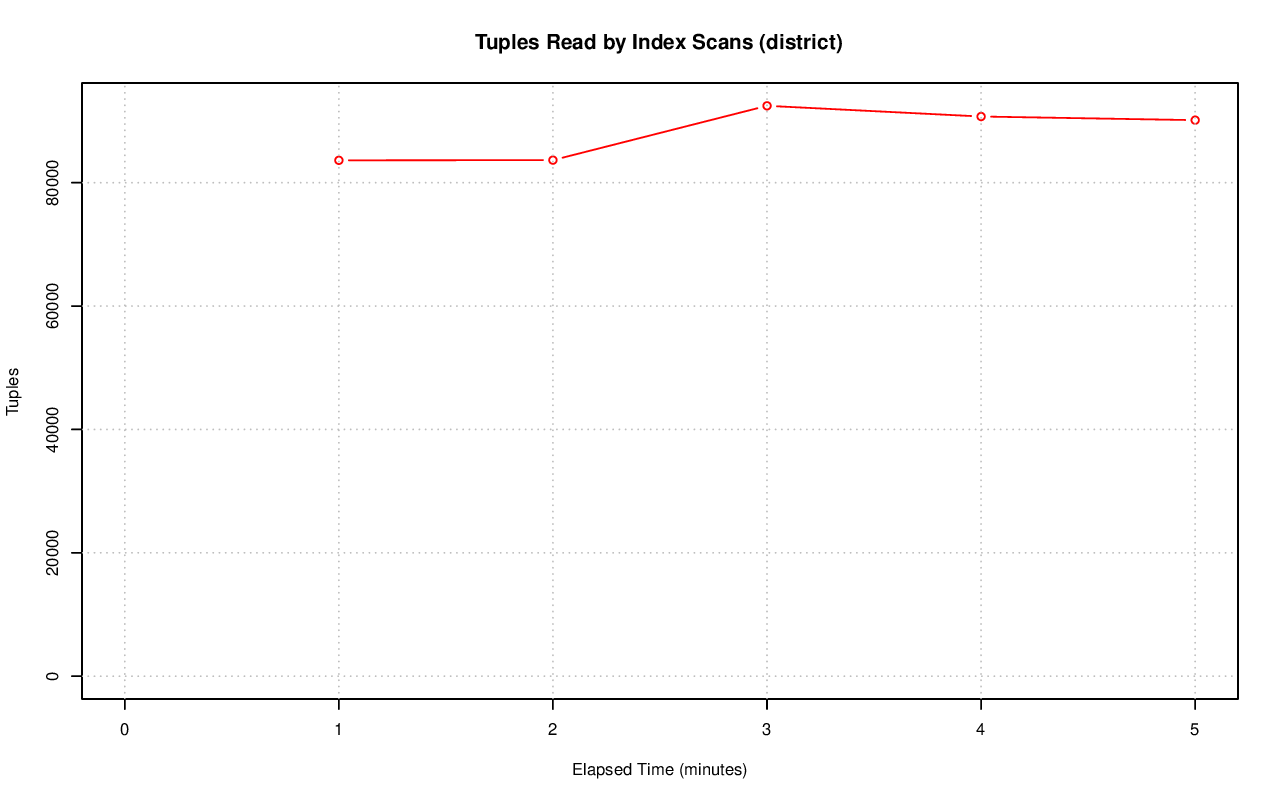 Tuples Read by Index Scans (district)
Tuples
80000
60000
40000
20000
0
0 1 2 3 4 5
Elapsed Time (minutes)